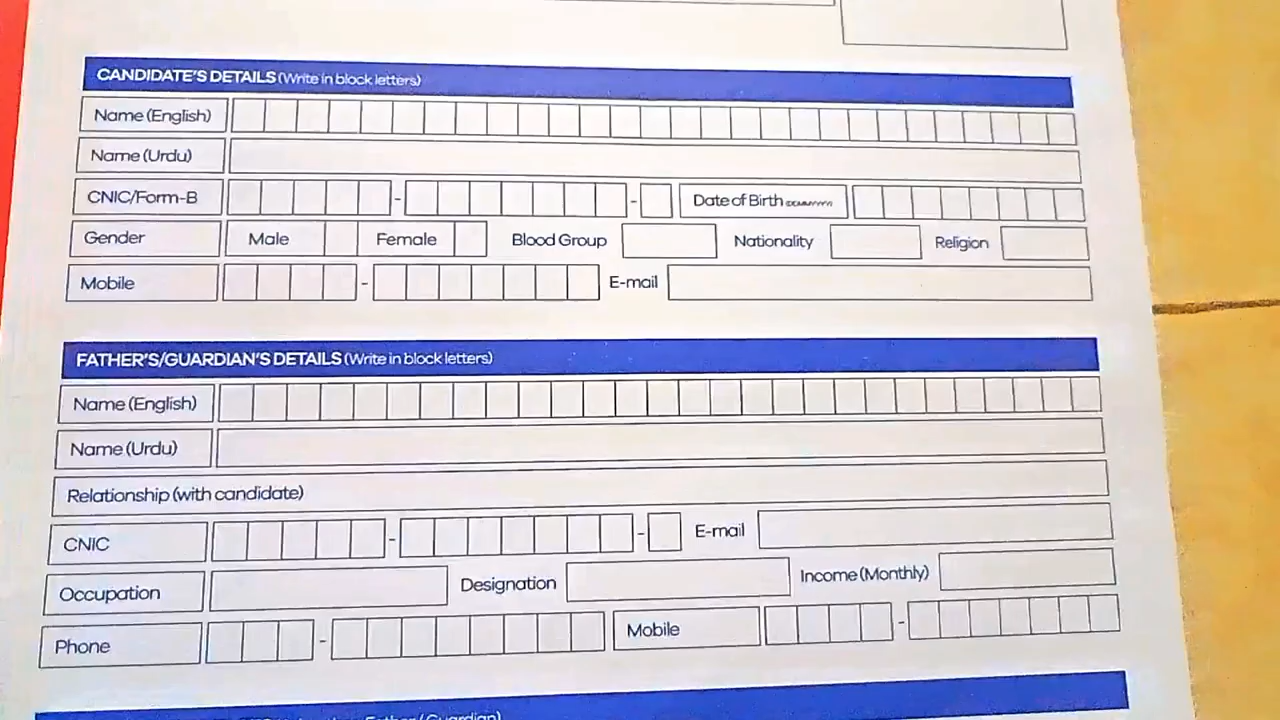 CANDIDATE'S DETAILS (Write in block letters)
Name (English)
Name (Urdu)
CNIC/Form-B - - Date of Birth
Gender Male Female Blood Group Nationality Religion
Mobile - E-mail
FATHER'S/GUARDIAN'S DETAILS (Write in block letters)
Name (English)
Name (Urdu)
Relationship (with candidate)
CNIC - - E-mail
Occupation Designation Income (Monthly)
Phone - Mobile -
Father/Guardian)